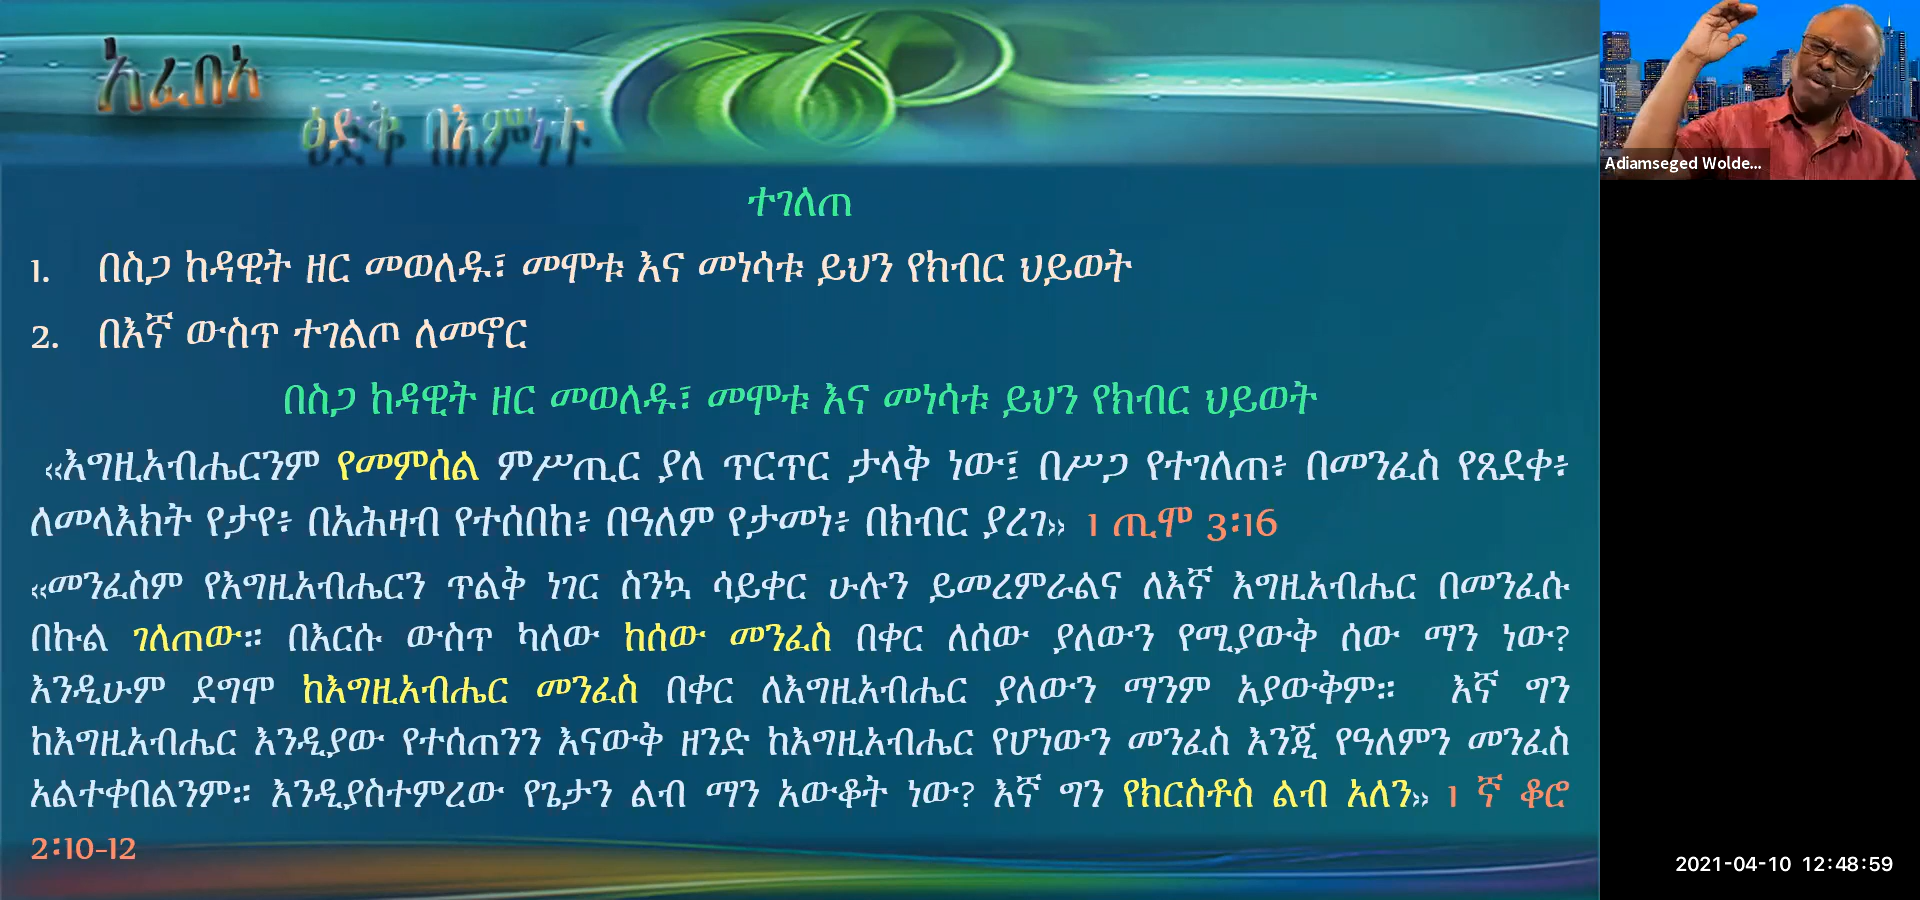 አፈበአ
ፅድቅ በእምነት
Adiamseged Wolde...
ተገለጠ
1. በስጋ ከዳዊት ዘር መወለዱ፣ መሞቱ እና መነሳቱ ይህን የክብር ህይወት
2. በእኛ ውስጥ ተገልጦ ለመኖር
በስጋ ከዳዊት ዘር መወለዱ፣ መሞቱ እና መነሳቱ ይህን የክብር ህይወት
‹‹እግዚአብሔርንም የመምሰል ምሥጢር ያለ ጥርጥር ታላቅ ነው፤ በሥጋ የተገለጠ፥ በመንፈስ የጸደቀ፥
ለመላእክት የታየ፥ በአሕዛብ የተሰበከ፥ በዓለም የታመነ፥ በክብር ያረገ›› 1 ጢሞ 3፡16
‹‹መንፈስም የእግዚአብሔርን ጥልቅ ነገር ስንኳ ሳይቀር ሁሉን ይመረምራልና ለእኛ እግዚአብሔር በመንፈሱ
በኩል ገለጠው። በእርሱ ውስጥ ካለው ከሰው መንፈስ በቀር ለሰው ያለውን የሚያውቅ ሰው ማን ነው?
እንዲሁም ደግሞ ከእግዚአብሔር መንፈስ በቀር ለእግዚአብሔር ያለውን ማንም አያውቅም። እኛ ግን
ከእግዚአብሔር እንዲያው የተሰጠንን እናውቅ ዘንድ ከእግዚአብሔር የሆነውን መንፈስ እንጂ የዓለምን መንፈስ
አልተቀበልንም። እንዲያስተምረው የጌታን ልብ ማን አውቆት ነው? እኛ ግን የክርስቶስ ልብ አለን›› 1 ኛ ቆሮ
2፡10-12
2021-04-10 12:48:59